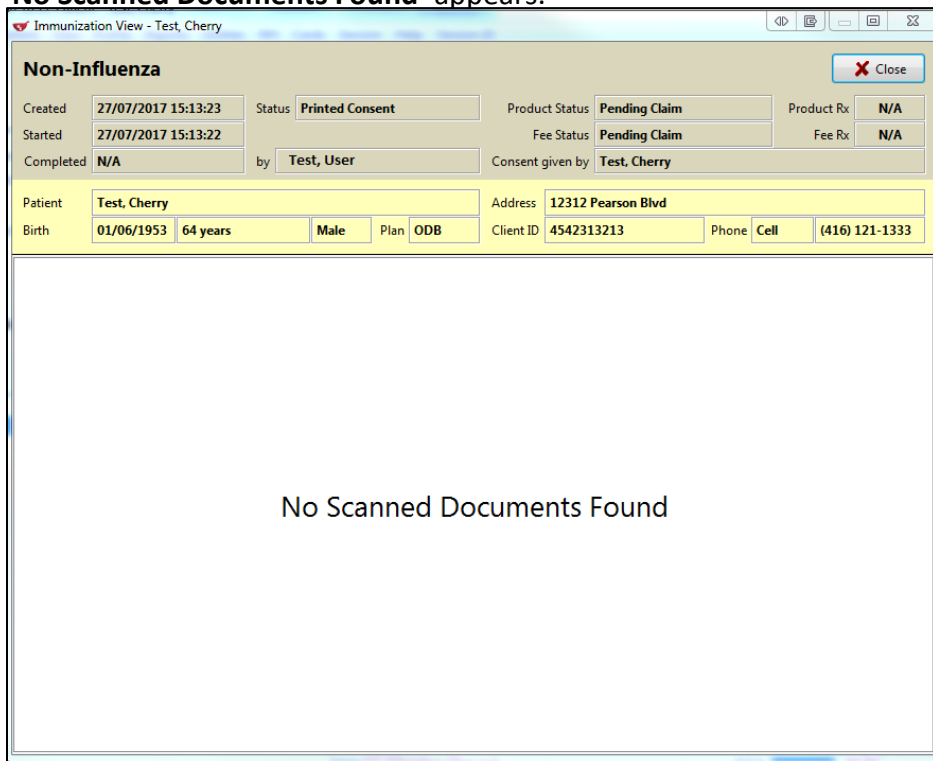 No Scanned Documents Found appears.
Immunization View - Test, Cherry
Non-Influenza
Close
Created 27/07/2017 15:13:23 Status Printed Consent Product Status Pending Claim Product Rx N/A
Started 27/07/2017 15:13:22 Fee Status Pending Claim Fee Rx N/A
Completed N/A by Test, User Consent given by Test, Cherry
Patient Test, Cherry Address 12312 Pearson Blvd
Birth 01/06/1953 64 years Male Plan ODB Client ID 4542313213 Phone Cell (416) 121-1333
No Scanned Documents Found